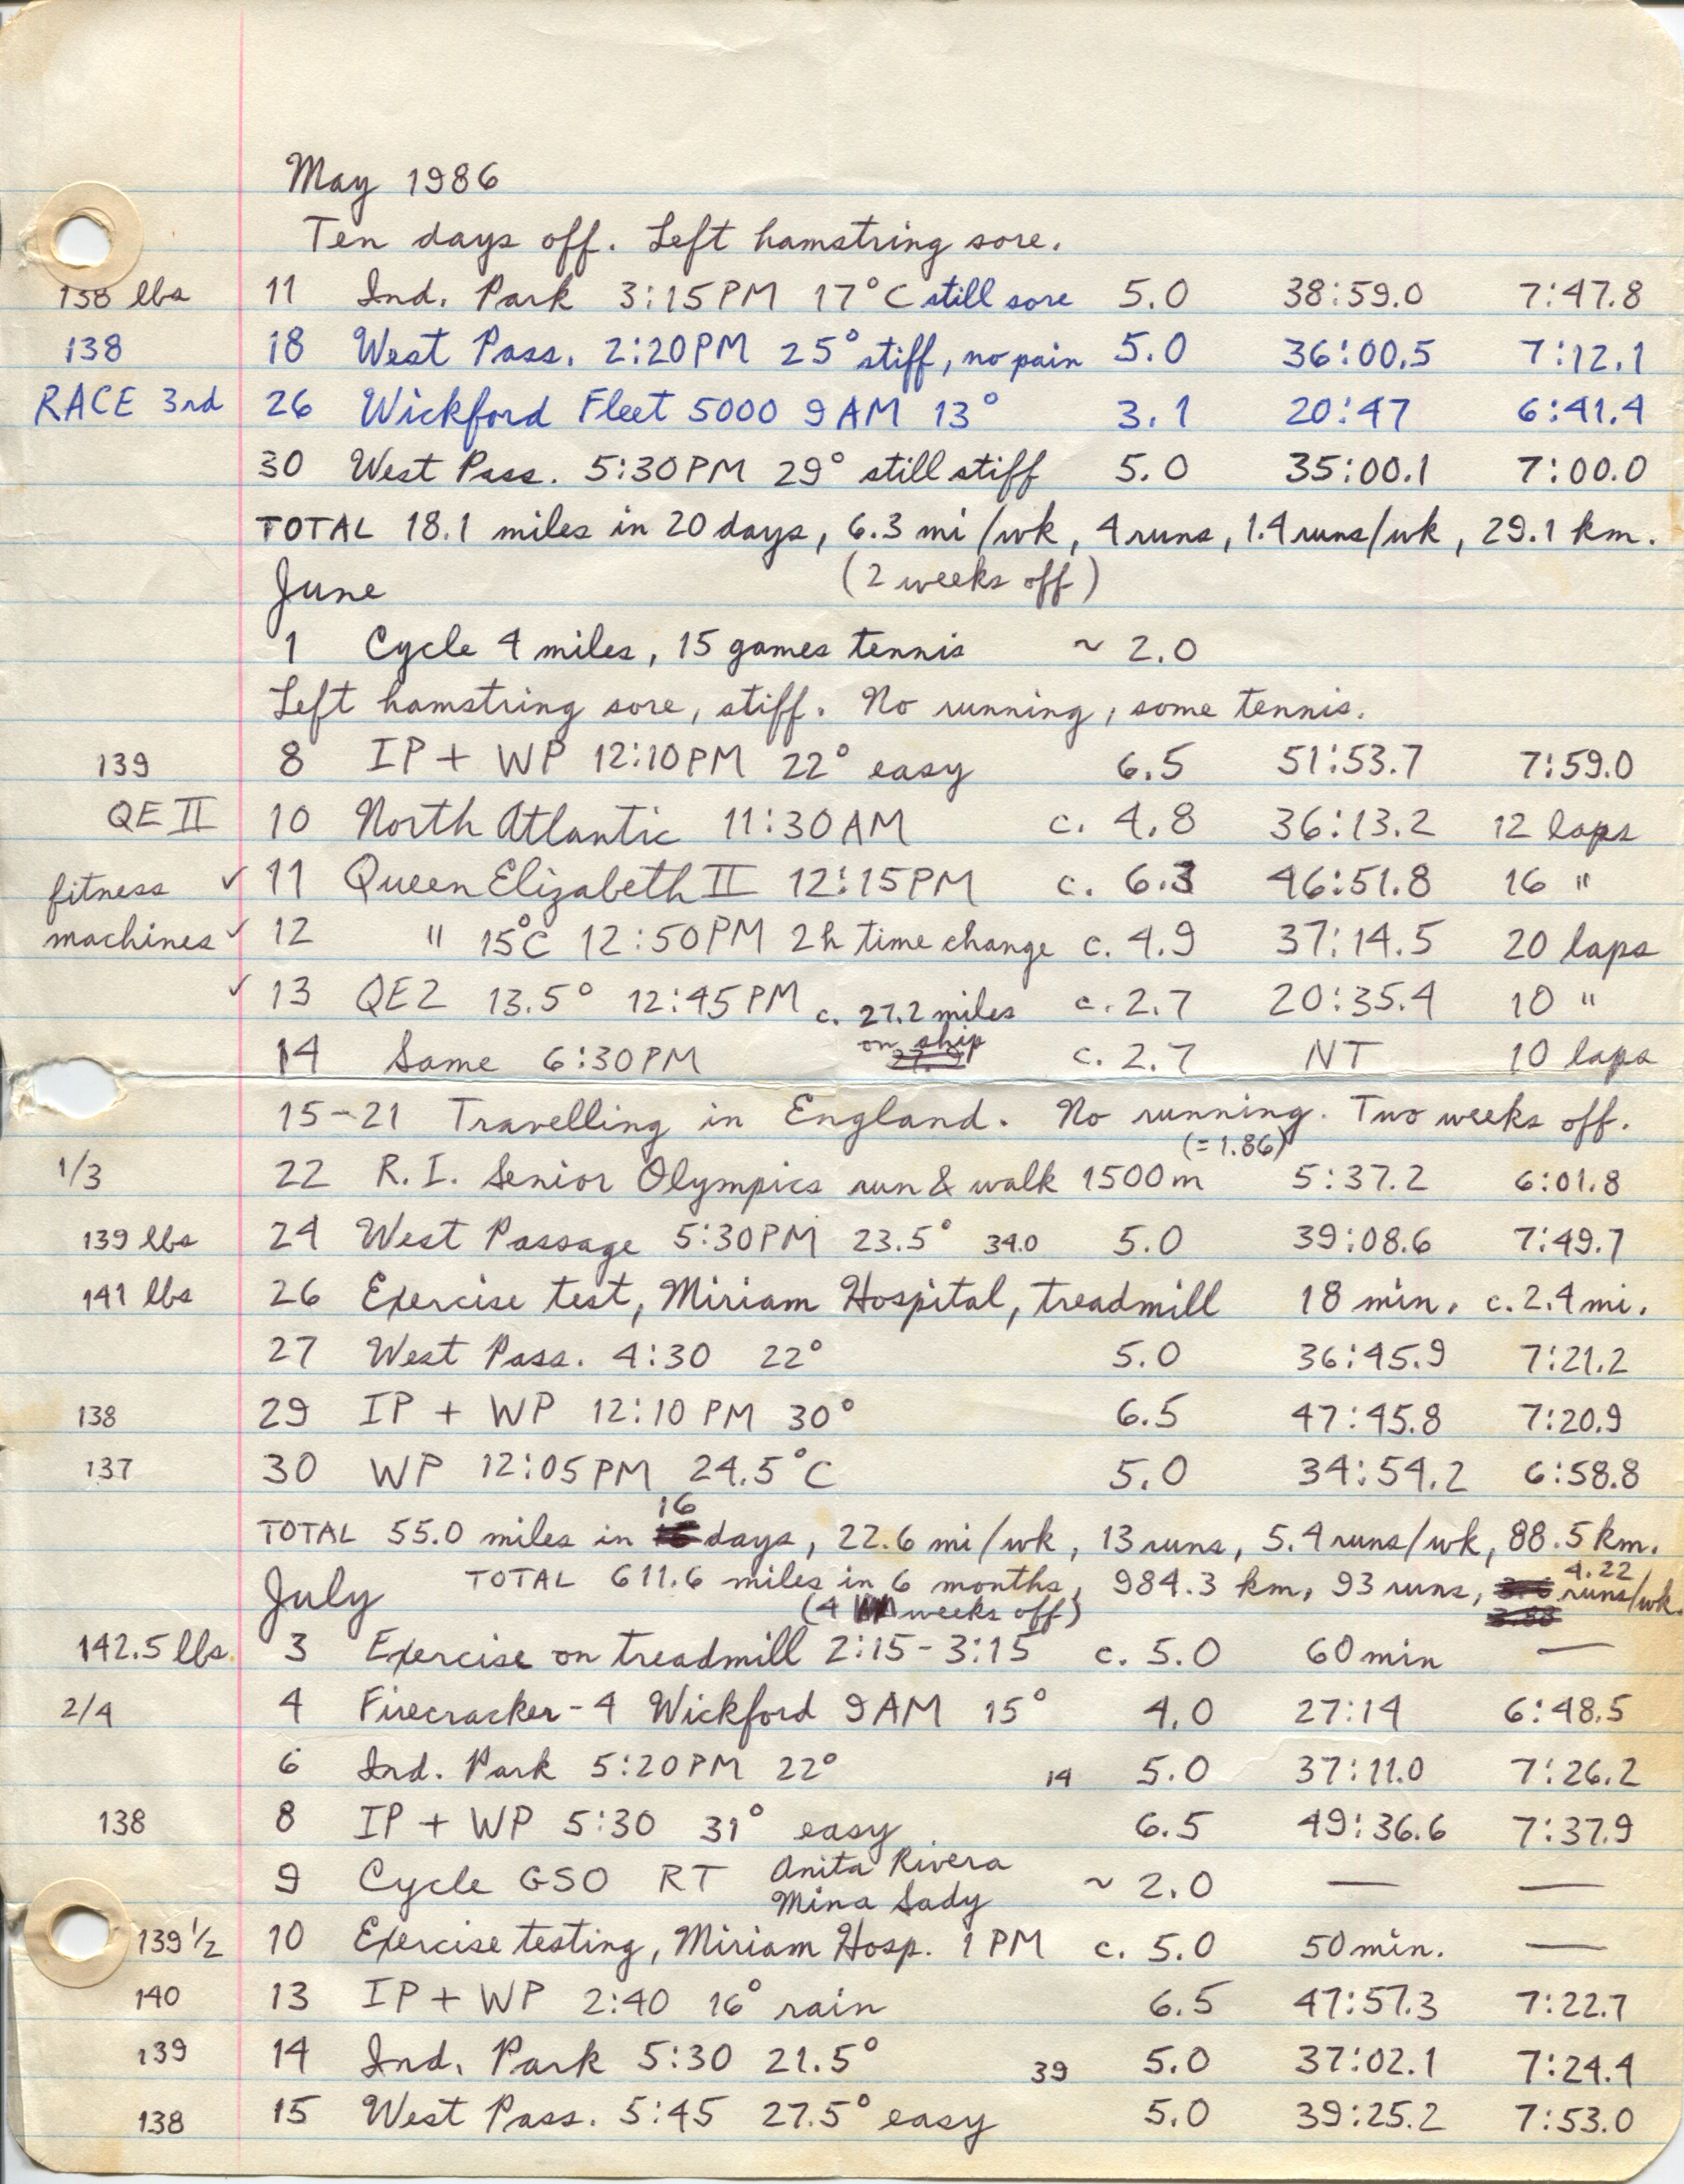 May 1986
Ten days off. Left hamstring sore.
138 lbs 11 Ind. Park 3:15PM 17°C still sore 5.0 38:59.0 7:47.8
138 18 West Pass. 2:20PM 25° stiff, no pain 5.0 36:00.5 7:12.1
RACE 3rd 26 Wickford Fleet 5000 9AM 13° 3.1 20:47 6:41.4
30 West Pass. 5:30PM 29° still stiff 5.0 35:00.1 7:00.0
TOTAL 18.1 miles in 20 days, 6.3 mi/wk, 4 runs, 1.4 runs/wk, 29.1 km.
June (2 weeks off)
1 Cycle 4 miles, 15 games tennis ~ 2.0
Left hamstring sore, stiff. No running, some tennis.
139 8 IP + WP 12:10PM 22° easy 6.5 51:53.7 7:59.0
QE II 10 North Atlantic 11:30AM c. 4.8 36:13.2 12 laps
fitness ✓ 11 Queen Elizabeth II 12:15PM c. 6.3 46:51.8 16 "
machines ✓ 12 " 15°C 12:50PM 2h time change c. 4.9 37:14.5 20 laps
✓ 13 QE2 13.5° 12:45PM c. 27.2 miles c. 2.7 20:35.4 10 "
on ship
14 Same 6:30PM c. 2.7 NT 10 laps
15-21 Travelling in England. No running. Two weeks off.
(=1.86)
1/3 22 R.I. Senior Olympics run & walk 1500m 5:37.2 6:01.8
139 lbs 24 West Passage 5:30PM 23.5° 34.0 5.0 39:08.6 7:49.7
141 lbs 26 Exercise test, Miriam Hospital, treadmill 18 min. c. 2.4 mi.
27 West Pass. 4:30 22° 5.0 36:45.9 7:21.2
138 29 IP + WP 12:10 PM 30° 6.5 47:45.8 7:20.9
137 30 WP 12:05PM 24.5°C 5.0 34:54.2 6:58.8
TOTAL 55.0 miles in 16 days, 22.6 mi/wk, 13 runs, 5.4 runs/wk, 88.5 km.
July TOTAL 611.6 miles in 6 months, 984.3 km, 93 runs, 4.22 runs/wk.
(4 weeks off)
142.5 lbs. 3 Exercise on treadmill 2:15-3:15 c. 5.0 60 min —
2/4 4 Firecracker-4 Wickford 9AM 15° 4.0 27:14 6:48.5
6 Ind. Park 5:20PM 22° 14 5.0 37:11.0 7:26.2
138 8 IP + WP 5:30 31° easy 6.5 49:36.6 7:37.9
9 Cycle GSO RT Anita Rivera ~ 2.0 — —
Mina Sady
139 1/2 10 Exercise testing, Miriam Hosp. 1 PM c. 5.0 50 min. —
140 13 IP + WP 2:40 16° rain 6.5 47:57.3 7:22.7
139 14 Ind. Park 5:30 21.5° 39 5.0 37:02.1 7:24.4
138 15 West Pass. 5:45 27.5° easy 5.0 39:25.2 7:53.0